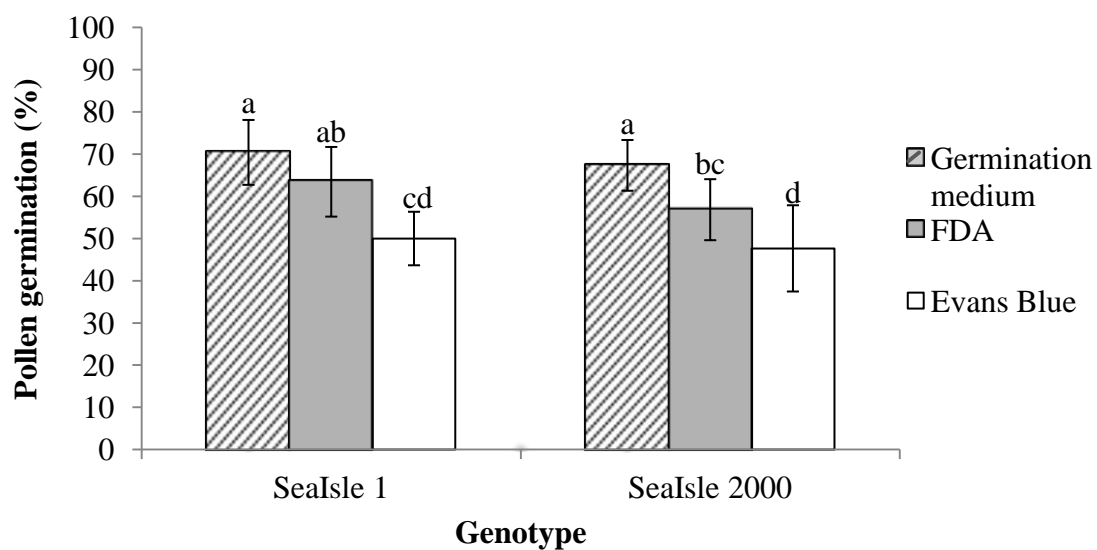 100
90
80
70
60
50
40
30
20
10
0
Pollen germination (%)
a
ab
cd
a
bc
d
SeaIsle 1
SeaIsle 2000
Genotype
Germination
medium
FDA
Evans Blue